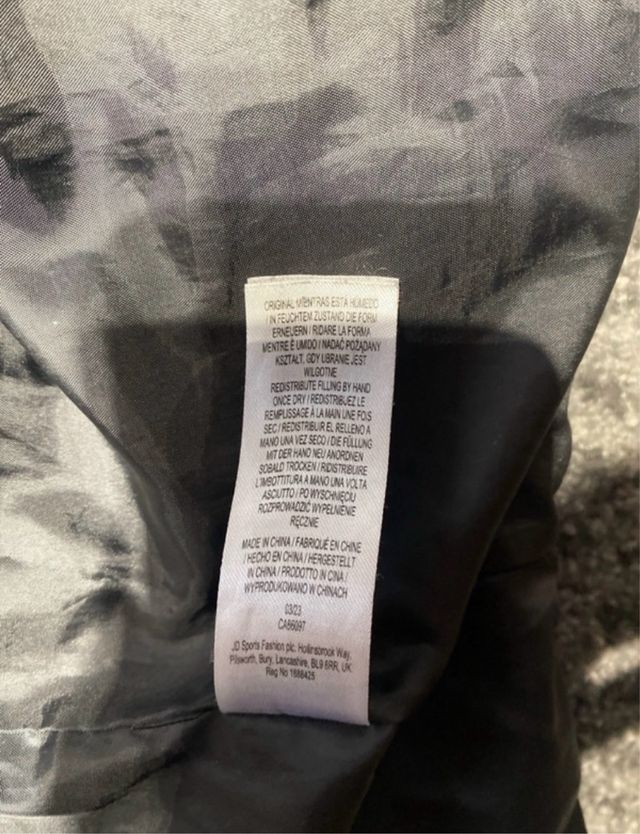 ORIGINAL MIENTRAS ESTÁ HÚMEDO
/ IN FEUCHTEM ZUSTAND DIE FORM
ERNEUERN / RIDARE LA FORMA
MENTRE È UMIDO / NADAĆ POŻĄDANY
KSZTAŁT, GDY UBRANIE JEST
WILGOTNE
REDISTRIBUTE FILLING BY HAND
ONCE DRY / REDISTRIBUEZ LE
REMPLISSAGE À LA MAIN UNE FOIS
SEC / REDISTRIBUIR EL RELLENO A
MANO UNA VEZ SECO / DIE FÜLLUNG
MIT DER HAND NEU ANORDNEN
SOBALD TROCKEN / RIDISTRIBUIRE
L'IMBOTTITURA A MANO UNA VOLTA
ASCIUTTO / PO WYSCHNIĘCIU
ROZPROWADZIĆ WYPEŁNIENIE
RĘCZNIE
MADE IN CHINA / FABRIQUÉ EN CHINE
/ HECHO EN CHINA / HERGESTELLT
IN CHINA / PRODOTTO IN CINA /
WYPRODUKOWANO W CHINACH
03/23
CA86097
JD Sports Fashion plc. Hollinsbrook Way,
Pilsworth, Bury, Lancashire, BL9 8RR, UK
Reg No 1888425